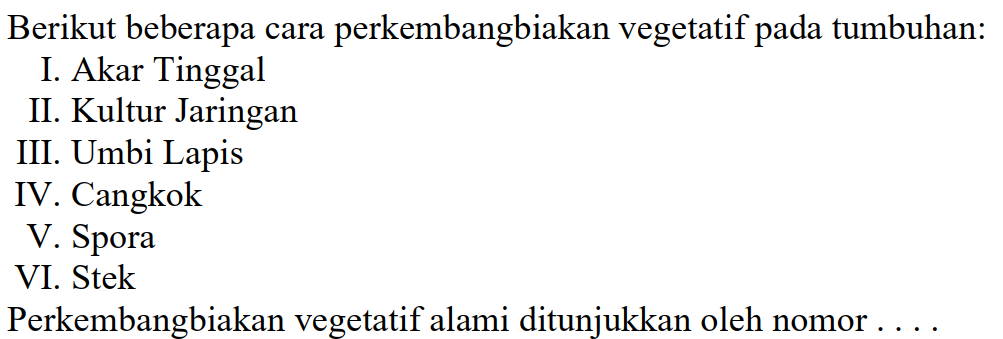 Berikut beberapa cara perkembangbiakan vegetatif pada tumbuhan:
I. Akar Tinggal
II. Kultur Jaringan
III. Umbi Lapis
IV. Cangkok
V. Spora
VI. Stek
Perkembangbiakan vegetatif alami ditunjukkan oleh nomor . . . .